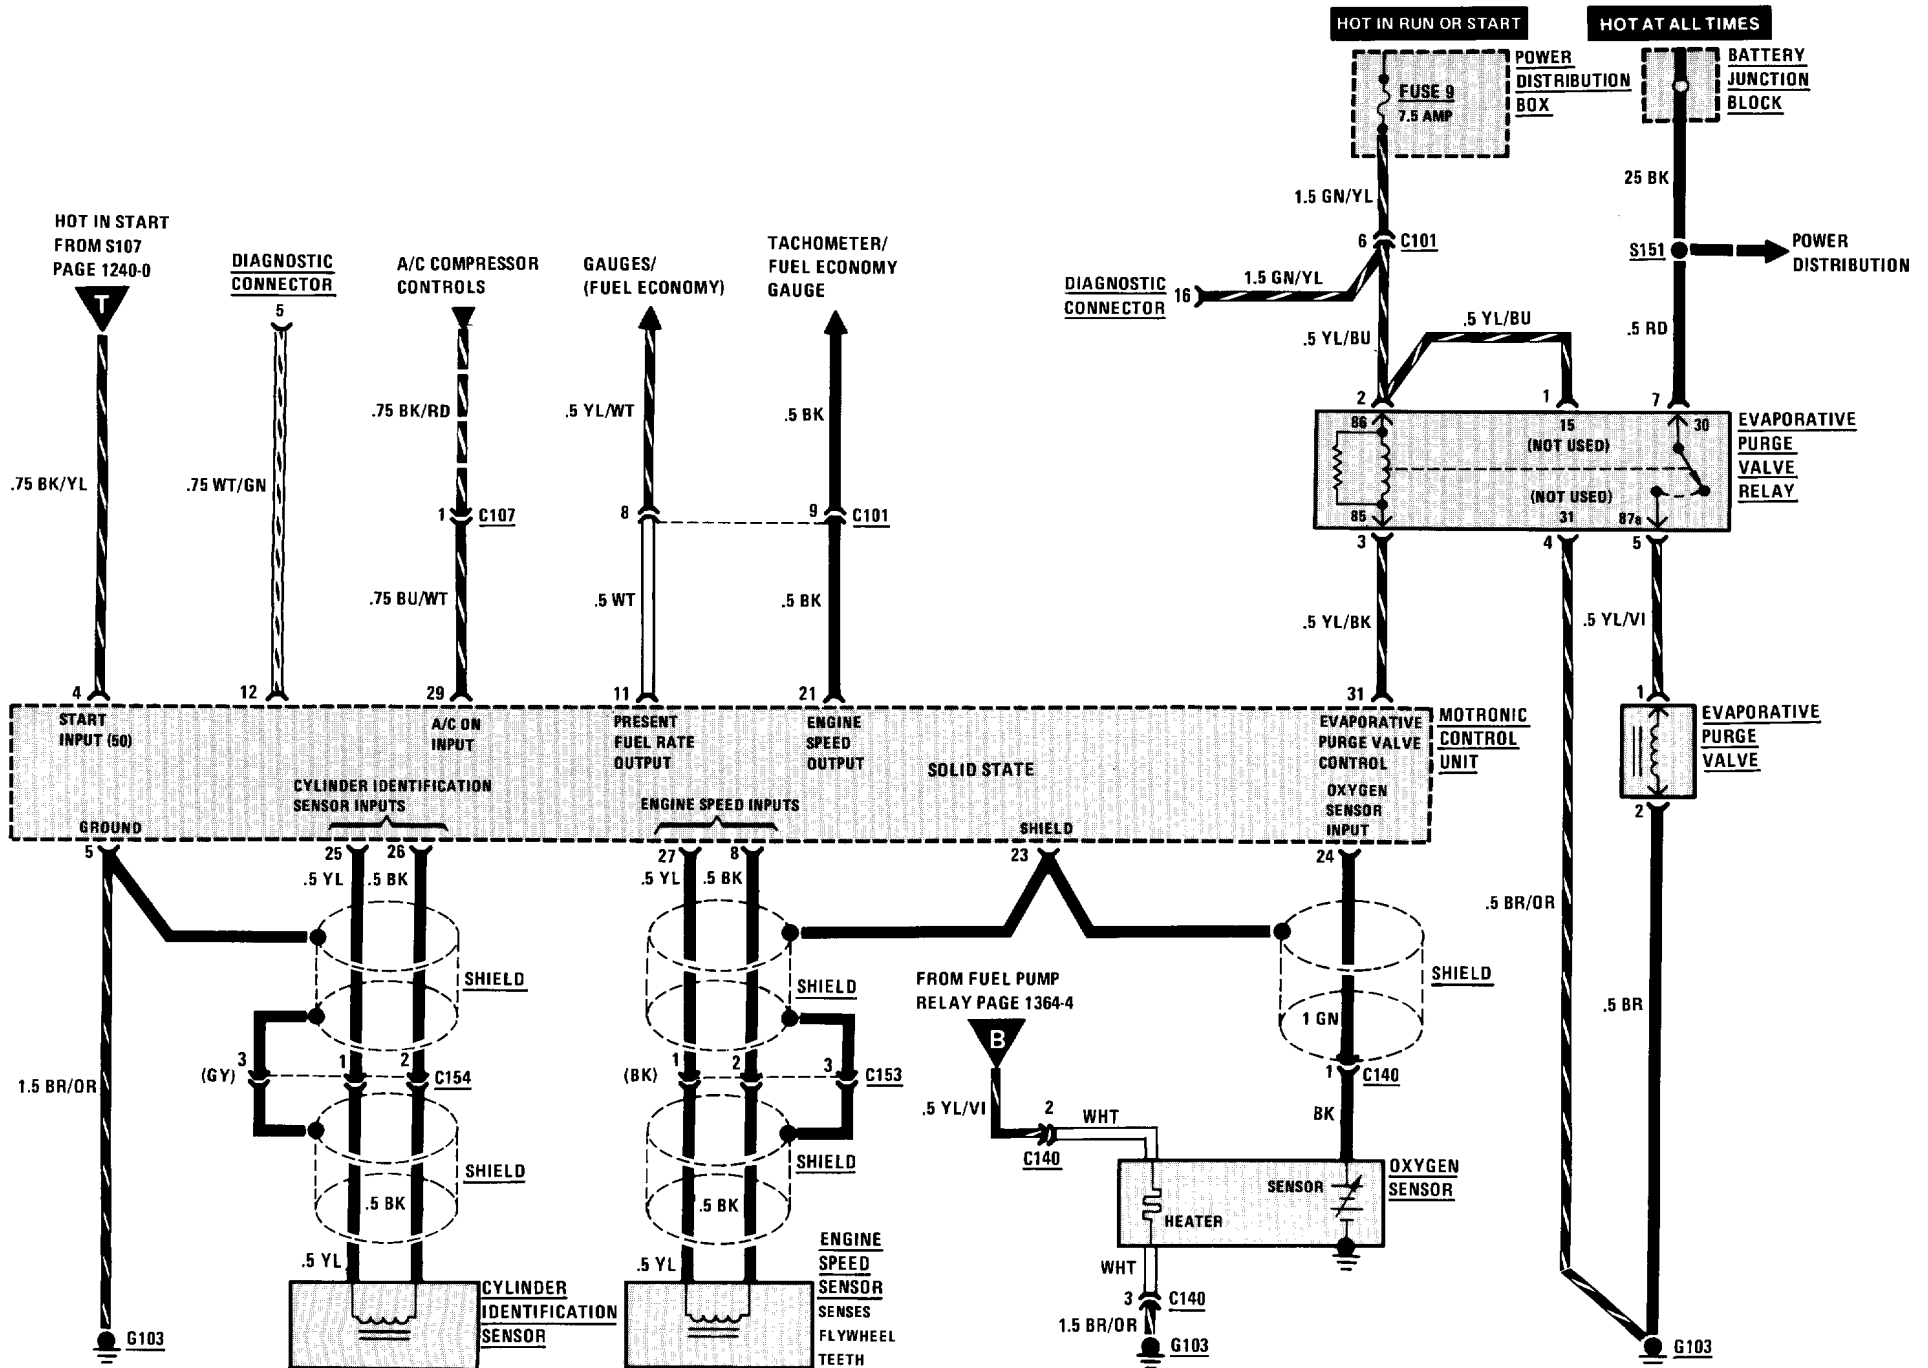 HOT IN RUN OR START
HOT AT ALL TIMES
POWER
DISTRIBUTION
BOX
FUSE 9
7.5 AMP
BATTERY
JUNCTION
BLOCK
1.5 GN/YL
25 BK
6
C101
S151
POWER
DISTRIBUTION
DIAGNOSTIC
CONNECTOR
16
1.5 GN/YL
.5 YL/BU
.5 YL/BU
.5 RD
HOT IN START
FROM S107
PAGE 1240-0
T
DIAGNOSTIC
CONNECTOR
5
A/C COMPRESSOR
CONTROLS
GAUGES/
(FUEL ECONOMY)
TACHOMETER/
FUEL ECONOMY
GAUGE
.75 BK/YL
.75 WT/GN
.75 BK/RD
.5 YL/WT
.5 BK
1
C107
8
9
C101
.75 BU/WT
.5 WT
.5 BK
2
1
7
86
15
30
(NOT USED)
(NOT USED)
85
31
87a
EVAPORATIVE
PURGE
VALVE
RELAY
3
4
5
.5 YL/BK
.5 YL/VI
4
12
29
11
21
31
1
START
INPUT (50)
A/C ON
INPUT
PRESENT
FUEL RATE
OUTPUT
ENGINE
SPEED
OUTPUT
SOLID STATE
EVAPORATIVE
PURGE VALVE
CONTROL
MOTRONIC
CONTROL
UNIT
EVAPORATIVE
PURGE
VALVE
2
CYLINDER IDENTIFICATION
SENSOR INPUTS
ENGINE SPEED INPUTS
OXYGEN
SENSOR
INPUT
GROUND
SHIELD
5
25
26
27
8
23
24
.5 YL
.5 BK
.5 YL
.5 BK
.5 BR/OR
SHIELD
SHIELD
SHIELD
FROM FUEL PUMP
RELAY PAGE 1364-4
B
1 GN
.5 BR
1.5 BR/OR
(GY)
3
1
2
C154
(BK)
1
2
3
C153
1
C140
BK
.5 YL/VI
2
WHT
C140
SHIELD
SHIELD
.5 BK
.5 BK
SENSOR
HEATER
OXYGEN
SENSOR
.5 YL
.5 YL
CYLINDER
IDENTIFICATION
SENSOR
ENGINE
SPEED
SENSOR
SENSES
FLYWHEEL
TEETH
WHT
3
C140
1.5 BR/OR
G103
G103
G103